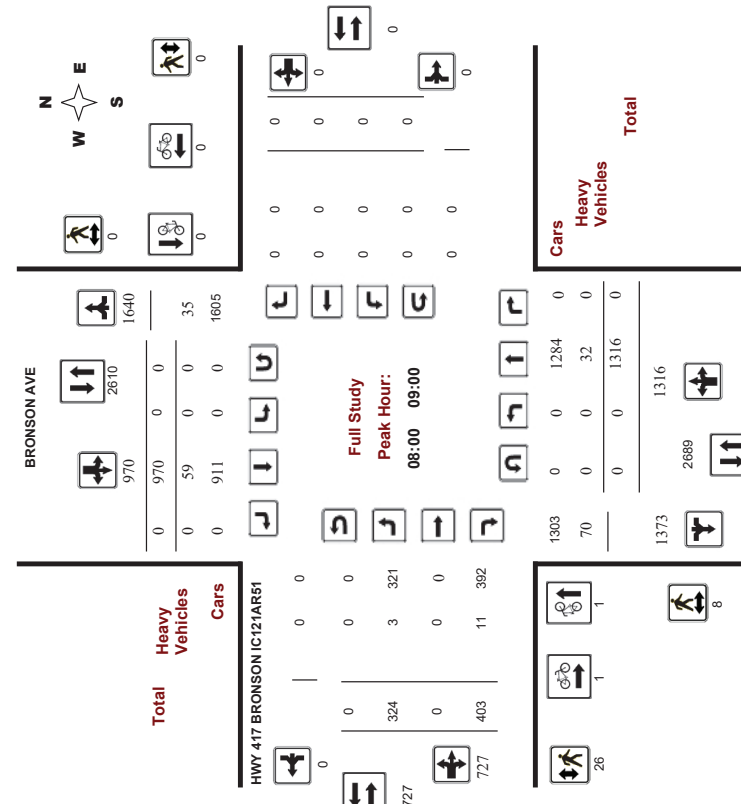 BRONSON AVE
N
W E
S
0 0
0 0
970
2610
1640
0 970 0 0
0 59 0 0 35
0 911 0 0 1605
Total
Heavy
Vehicles
Cars
HWY 417 BRONSON IC121AR51
0
0 0
0 0 0
324 3 321
0 0 0
403 11 392
727
727
Full Study
Peak Hour:
08:00 09:00
0 0 0
0 0 0
0 0 0
0 0 0
0 0
0
0
0
Cars
Heavy
Vehicles
Total
1303 0 0 1284 0
70 0 0 32 0
0 0 1316 0
1373
2689
1316
1 1
26
8